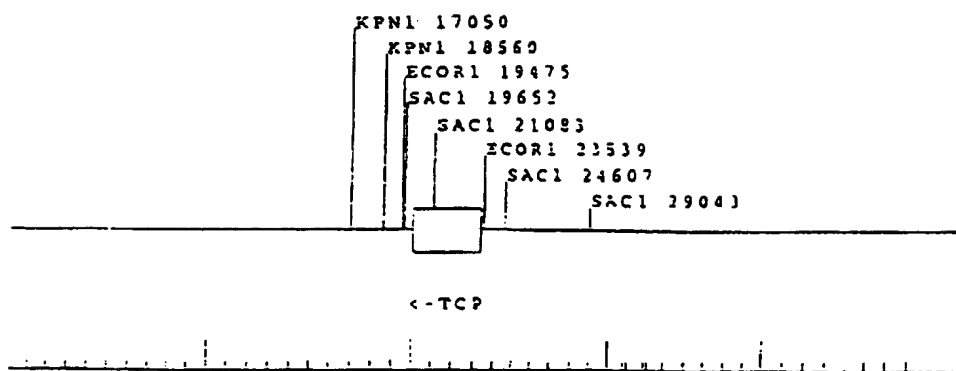 KPN1 17050
KPN1 18560
ECOR1 19475
SAC1 19652
SAC1 21083
ECOR1 23539
SAC1 24607
SAC1 29043
<-TCP